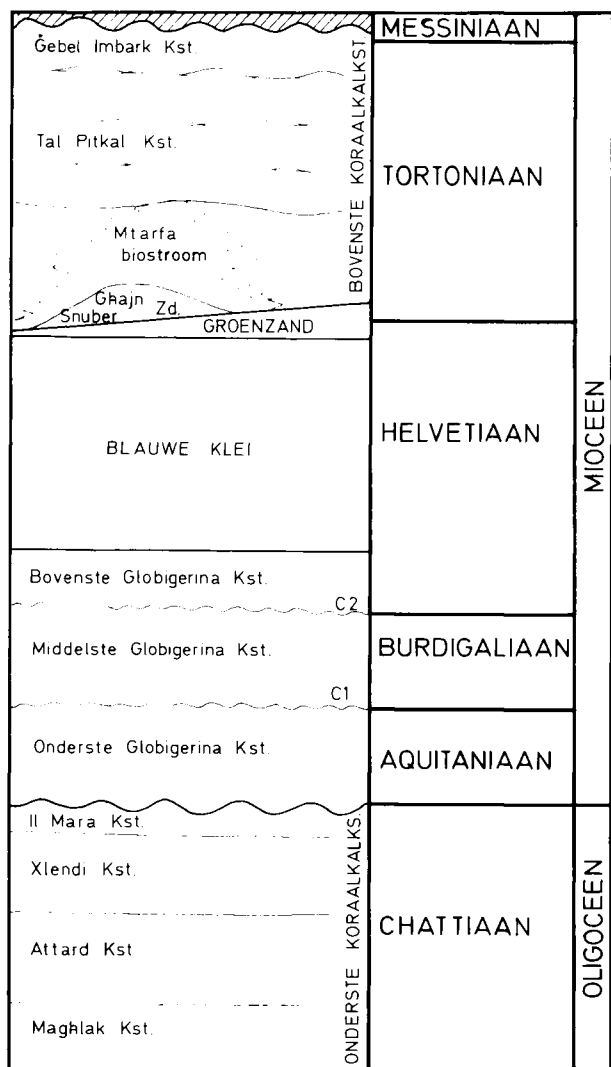 MESSINIAAN
Ġebel Imbark Kst.
Tal Pitkal Kst.
TORTONIAAN
BOVENSTE KORAALKALKST
Mtarfa
biostroom
Għajn
Snuber Zd.
GROENZAND
HELVETIAAN
MIOCEEN
BLAUWE KLEI
Bovenste Globigerina Kst.
C2
Middelste Globigerina Kst.
BURDIGALIAAN
C1
Onderste Globigerina Kst.
AQUITANIAAN
Il Mara Kst.
Xlendi Kst.
ONDERSTE KORAALKALKS.
CHATTIAAN
OLIGOCEEN
Attard Kst
Magħlak Kst.